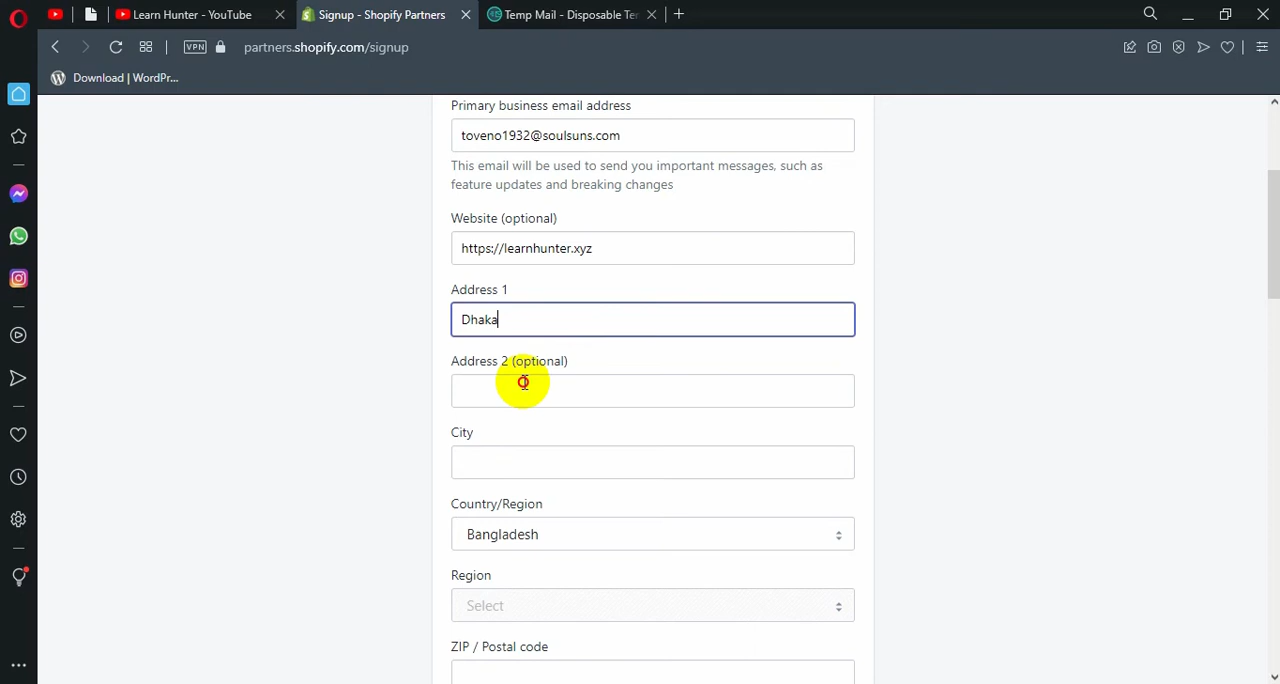 Learn Hunter - YouTube
Signup - Shopify Partners
Temp Mail - Disposable Te
VPN
partners.shopify.com/signup
Download | WordPr...
Primary business email address
toveno1932@soulsuns.com
This email will be used to send you important messages, such as
feature updates and breaking changes
Website (optional)
https://learnhunter.xyz
Address 1
Dhaka
Address 2 (optional)
City
Country/Region
Bangladesh
Region
Select
ZIP / Postal code